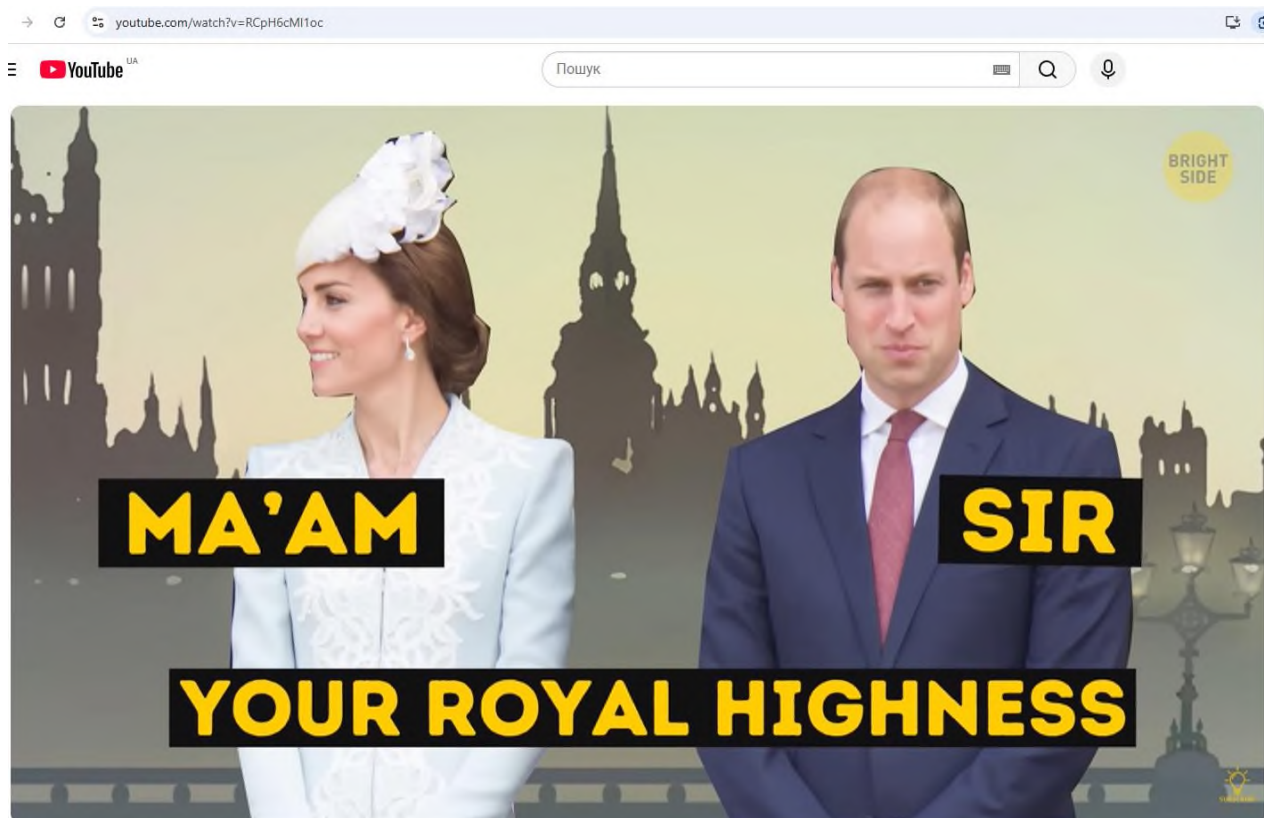 youtube.com/watch?v=RCpH6cMI1oc
YouTube UA
Пошук
BRIGHT
SIDE
MA’AM
SIR
YOUR ROYAL HIGHNESS